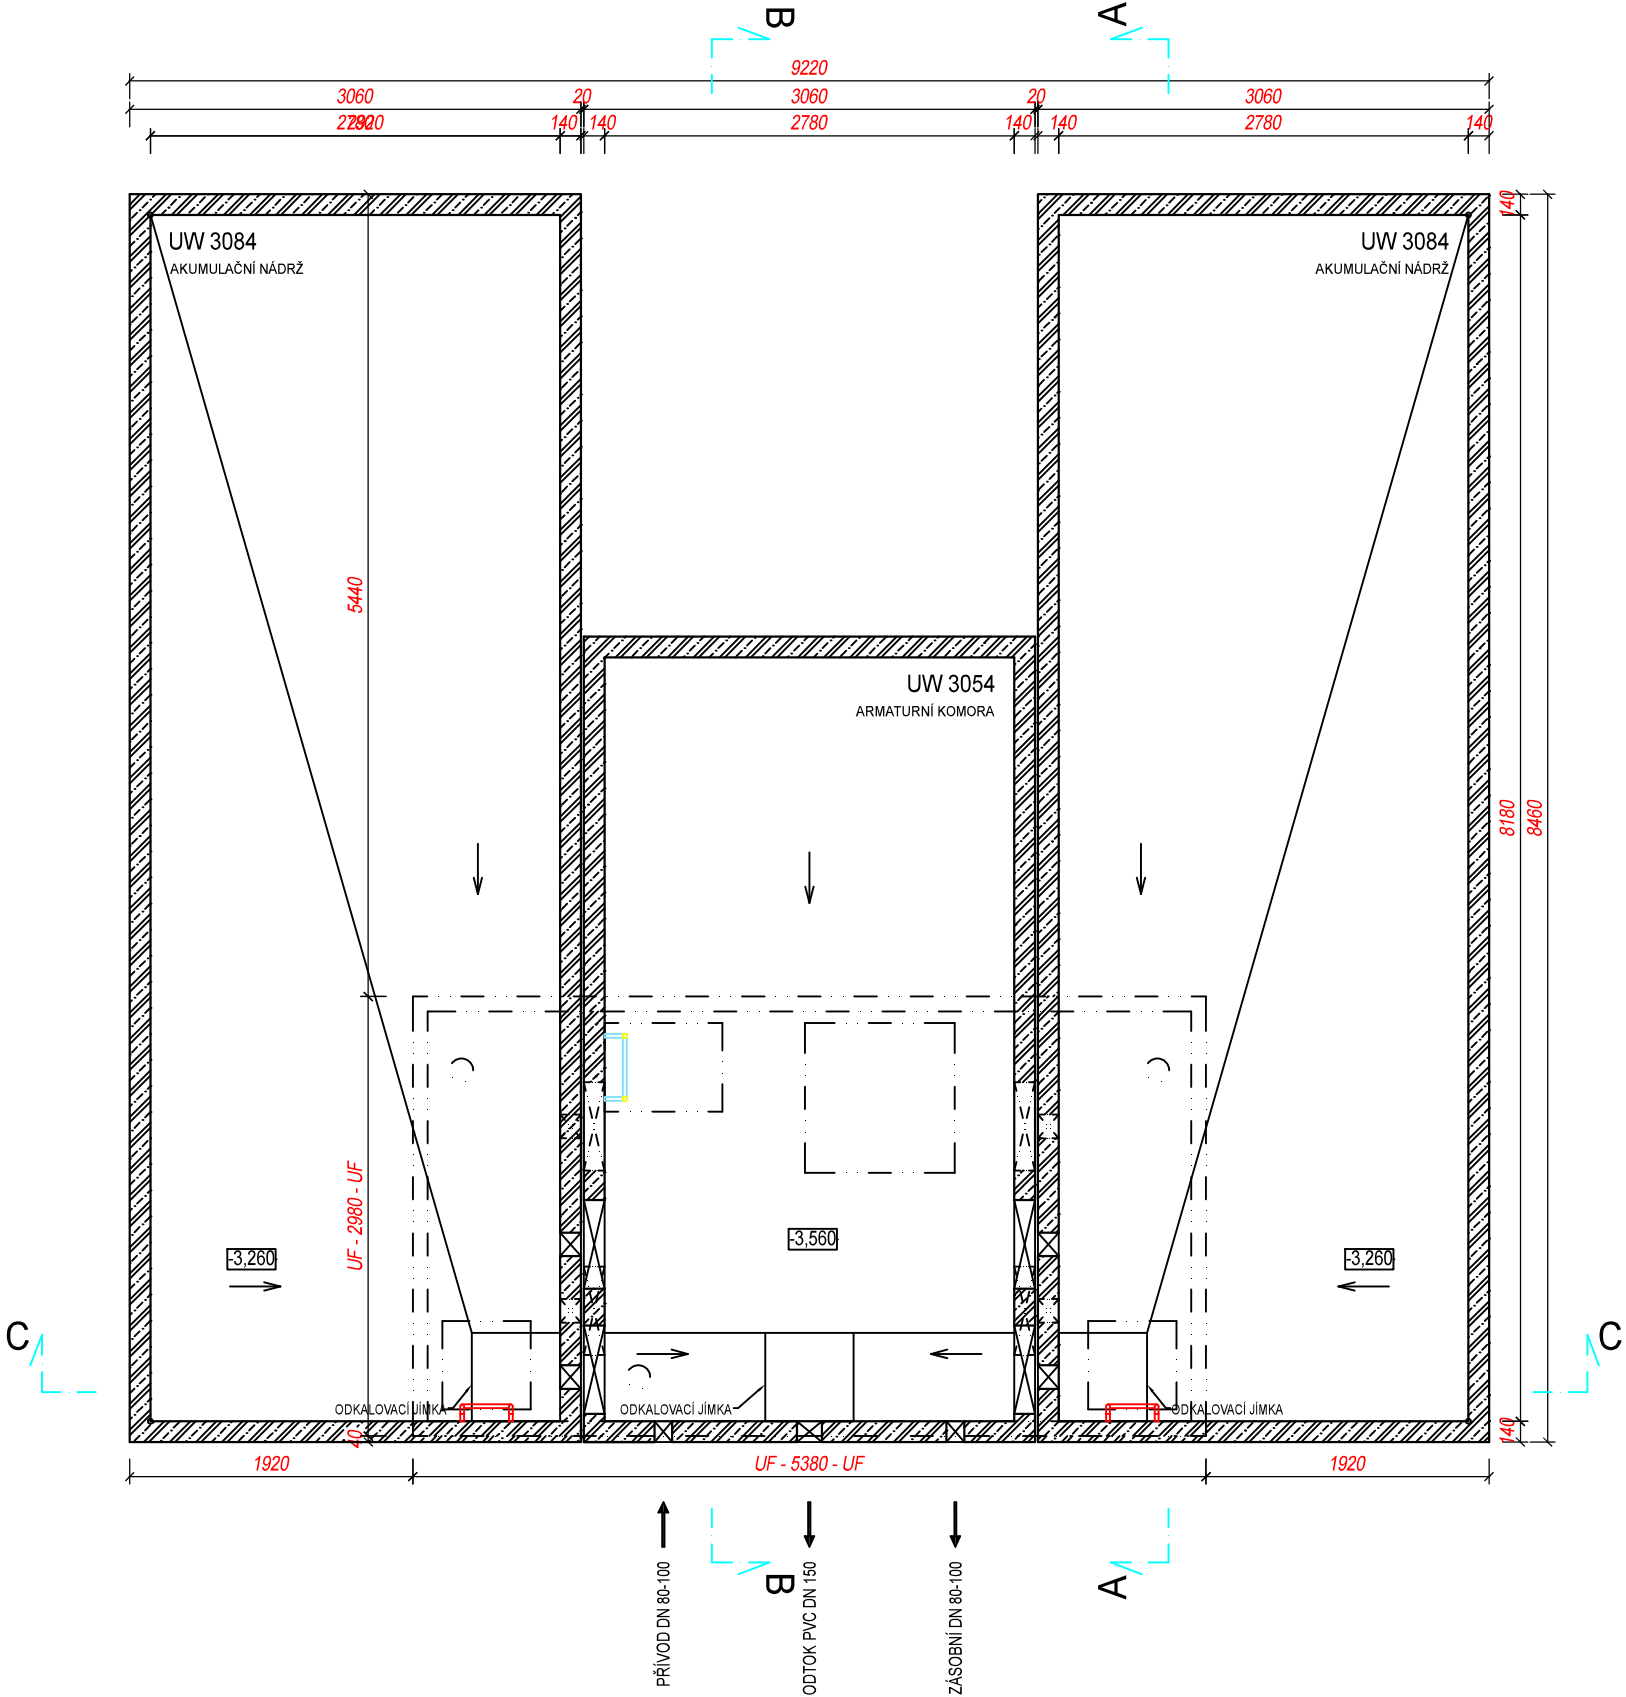 B
A
9220
3060
20
3060
20
3060
2780
2920
140
140
2780
140
140
2780
140
140
UW 3084
AKUMULAČNÍ NÁDRŽ
UW 3084
AKUMULAČNÍ NÁDRŽ
5440
UW 3054
ARMATURNÍ KOMORA
8180
8460
UF - 2980 - UF
-3,260
-3,560
-3,260
C
C
ODKALOVACÍ JÍMKA
ODKALOVACÍ JÍMKA
ODKALOVACÍ JÍMKA
40
140
1920
UF - 5380 - UF
1920
PŘÍVOD DN 80-100
B
ODTOK PVC DN 150
ZÁSOBNÍ DN 80-100
A